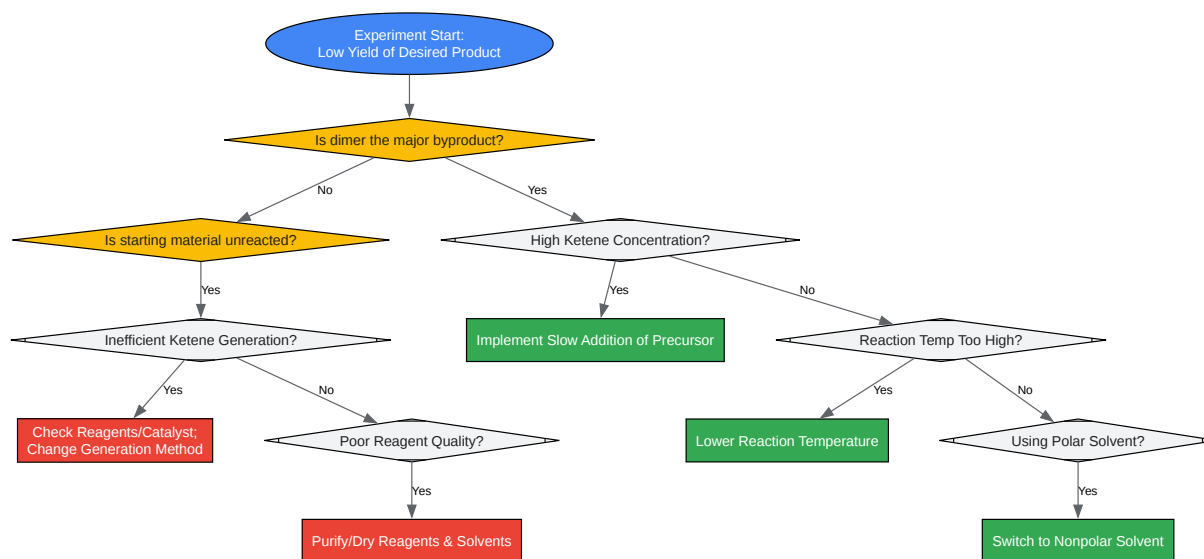 Experiment Start:
Low Yield of Desired Product
Is dimer the major byproduct?
No
Yes
Is starting material unreacted?
High Ketene Concentration?
Yes
Yes
No
Inefficient Ketene Generation?
Implement Slow Addition of Precursor
Reaction Temp Too High?
Yes
No
Yes
No
Check Reagents/Catalyst;
Change Generation Method
Poor Reagent Quality?
Lower Reaction Temperature
Using Polar Solvent?
Yes
Yes
Purify/Dry Reagents & Solvents
Switch to Nonpolar Solvent